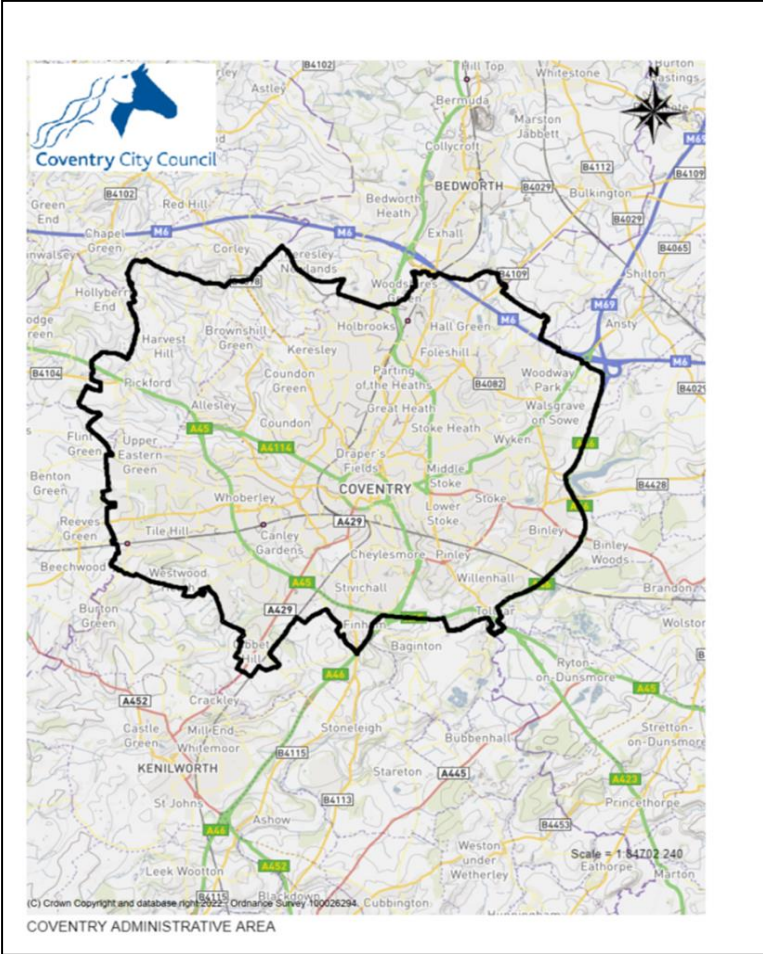 B4102
Hill Top
Whitestone
Burton
Hastings
Astley
Bermuda
N
Marston
Jabbett
Collycroft
M69
Coventry City Council
B4112
B4109
BEDWORTH
B4029
Bulkington
B4102
Red Hill
Bedworth
Heath
Green
End
B4029
Chapel
Green
M6
M6
Exhall
B4065
Corley
Shilton
B4109
Hollyberry
End
Woodshires
Green
M69
M6
Ansty
Holbrooks
Hall Green
Harvest
Hill
Brownshill
Green
Keresley
Foleshill
M6
B4104
Pickford
Coundon
Green
Parting
of the Heaths
B4082
Woodway
Park
Allesley
Great Heath
Walsgrave
on Sowe
A45
Coundon
Stoke Heath
Wyken
Flint
Green
Upper
Eastern
Green
A4114
Draper's
Fields
Middle
Stoke
Benton
Green
COVENTRY
B4428
Whoberley
Stoke
Lower
Stoke
Reeves
Green
Tile Hill
A429
Binley
Canley
Gardens
Binley
Woods
Beechwood
Cheylesmore
Pinley
Westwood
A45
Stivichall
Willenhall
Brandon
Burton
Green
A429
Finham
Baginton
A46
Ryton-
on-Dunsmore
A452
Crackley
A45
Castle
Green
Mill End
Stoneleigh
Stretton-
on-Dunsmore
Whitemoor
B4115
Bubbenhall
KENILWORTH
Stareton
A445
A423
St Johns
B4113
Princethorpe
Ashow
A46
B4453
Weston
under
Wetherley
Scale = 1:84702.240
Eathorpe
A452
Marton
Leek Wootton
B4115
Blackdown
Cubbington
(C) Crown Copyright and database right 2022. Ordnance Survey 100026294.
COVENTRY ADMINISTRATIVE AREA